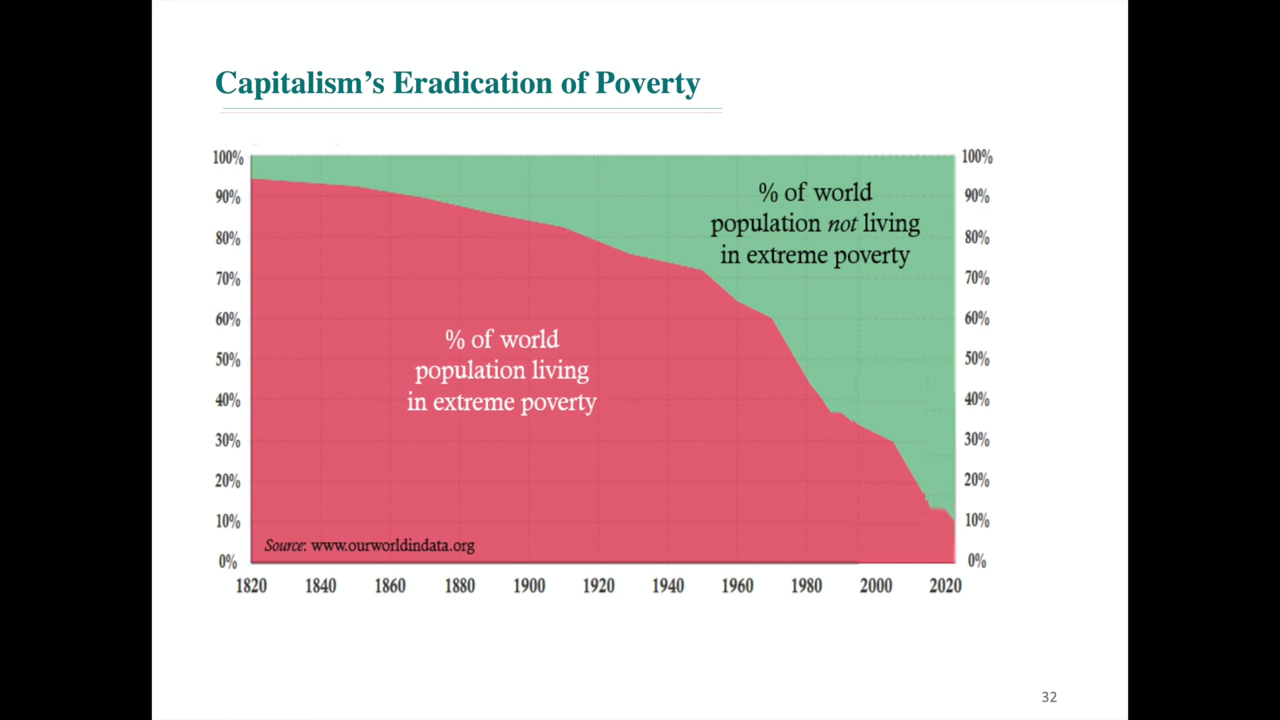 Capitalism's Eradication of Poverty
100%
90%
80%
70%
60%
50%
40%
30%
20%
10%
0%
100%
90%
80%
70%
60%
50%
40%
30%
20%
10%
0%
% of world
population not living
in extreme poverty
% of world
population living
in extreme poverty
Source: www.ourworldindata.org
1820 1840 1860 1880 1900 1920 1940 1960 1980 2000 2020
32